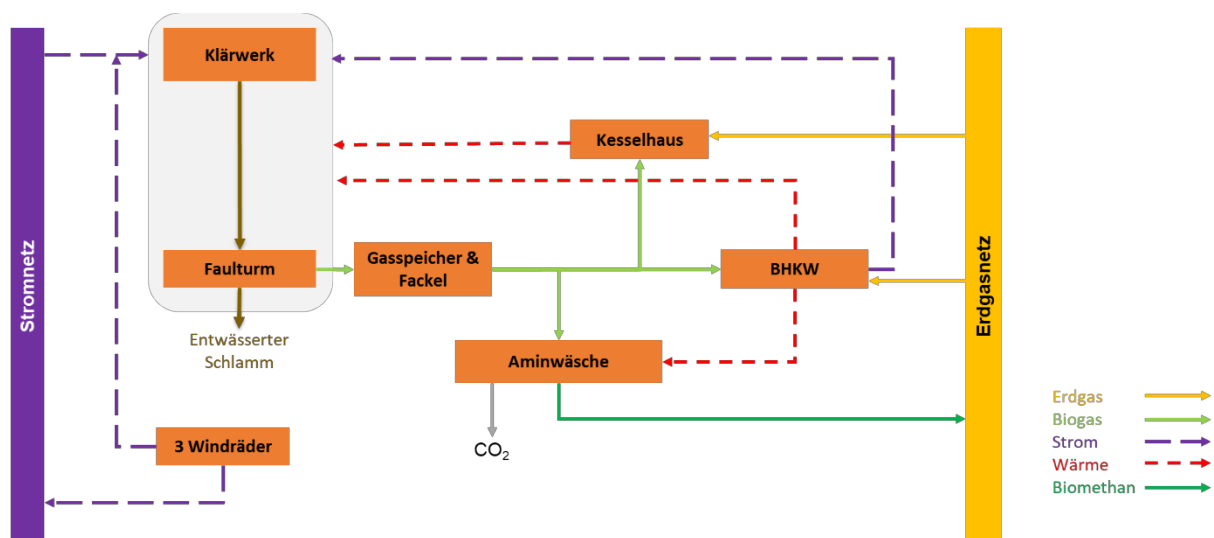 Klärwerk
Kesselhaus
Faulturm
Gasspeicher &
Fackel
BHKW
Stromnetz
Erdgasnetz
Entwässerter
Schlamm
Aminwäsche
3 Windräder
CO₂
Erdgas
Biogas
Strom
Wärme
Biomethan